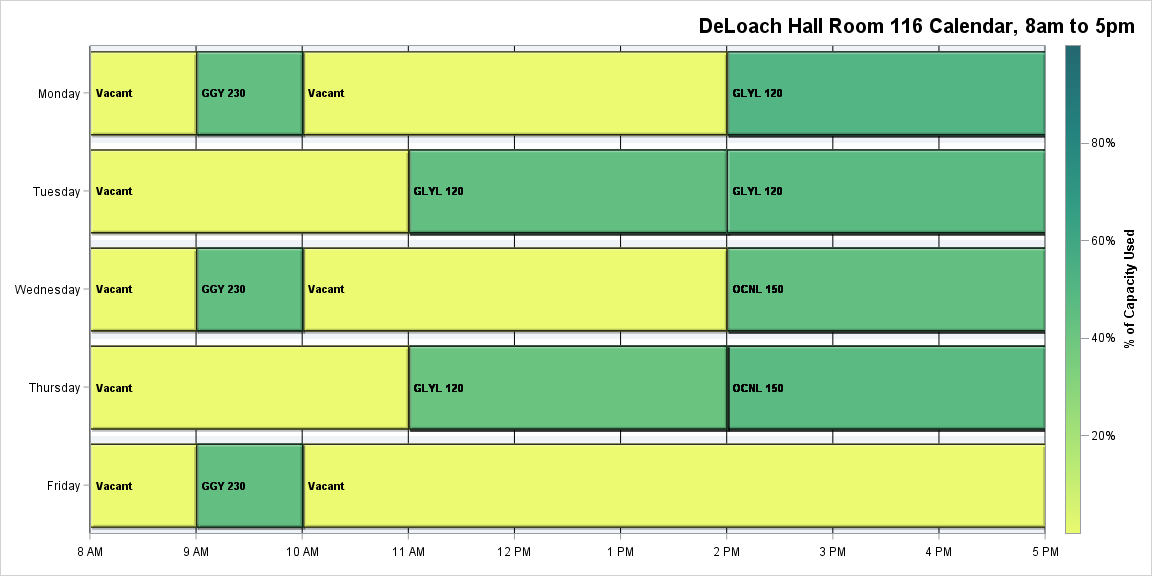 DeLoach Hall Room 116 Calendar, 8am to 5pm
Monday
Vacant
GGY 230
Vacant
GLYL 120
Tuesday
Vacant
GLYL 120
GLYL 120
Wednesday
Vacant
GGY 230
Vacant
OCNL 150
Thursday
Vacant
GLYL 120
OCNL 150
Friday
Vacant
GGY 230
Vacant
8 AM
9 AM
10 AM
11 AM
12 PM
1 PM
2 PM
3 PM
4 PM
5 PM
80%
60%
40%
20%
% of Capacity Used